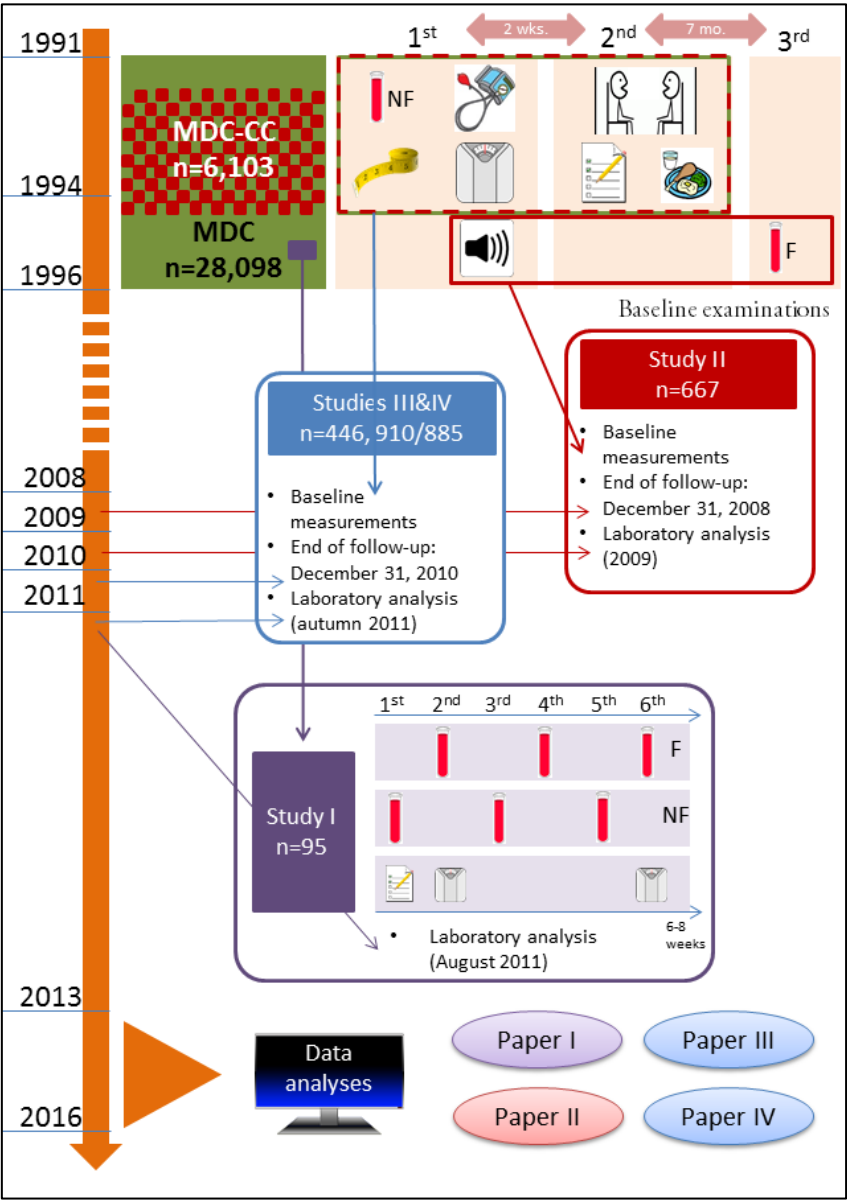 1991
1st
2 wks.
2nd
7 mo.
3rd
NF
MDC-CC
n=6,103
1994
MDC
n=28,098
F
1996
Baseline examinations
Study II
n=667
Baseline
measurements
End of follow-up:
December 31, 2008
Laboratory analysis
(2009)
Studies III&IV
n=446, 910/885
Baseline
measurements
End of follow-up:
December 31, 2010
Laboratory analysis
(autumn 2011)
2008
2009
2010
2011
1st 2nd 3rd 4th 5th 6th
F
NF
Study I
n=95
6-8
weeks
Laboratory analysis
(August 2011)
2013
Data
analyses
Paper I
Paper III
Paper II
Paper IV
2016